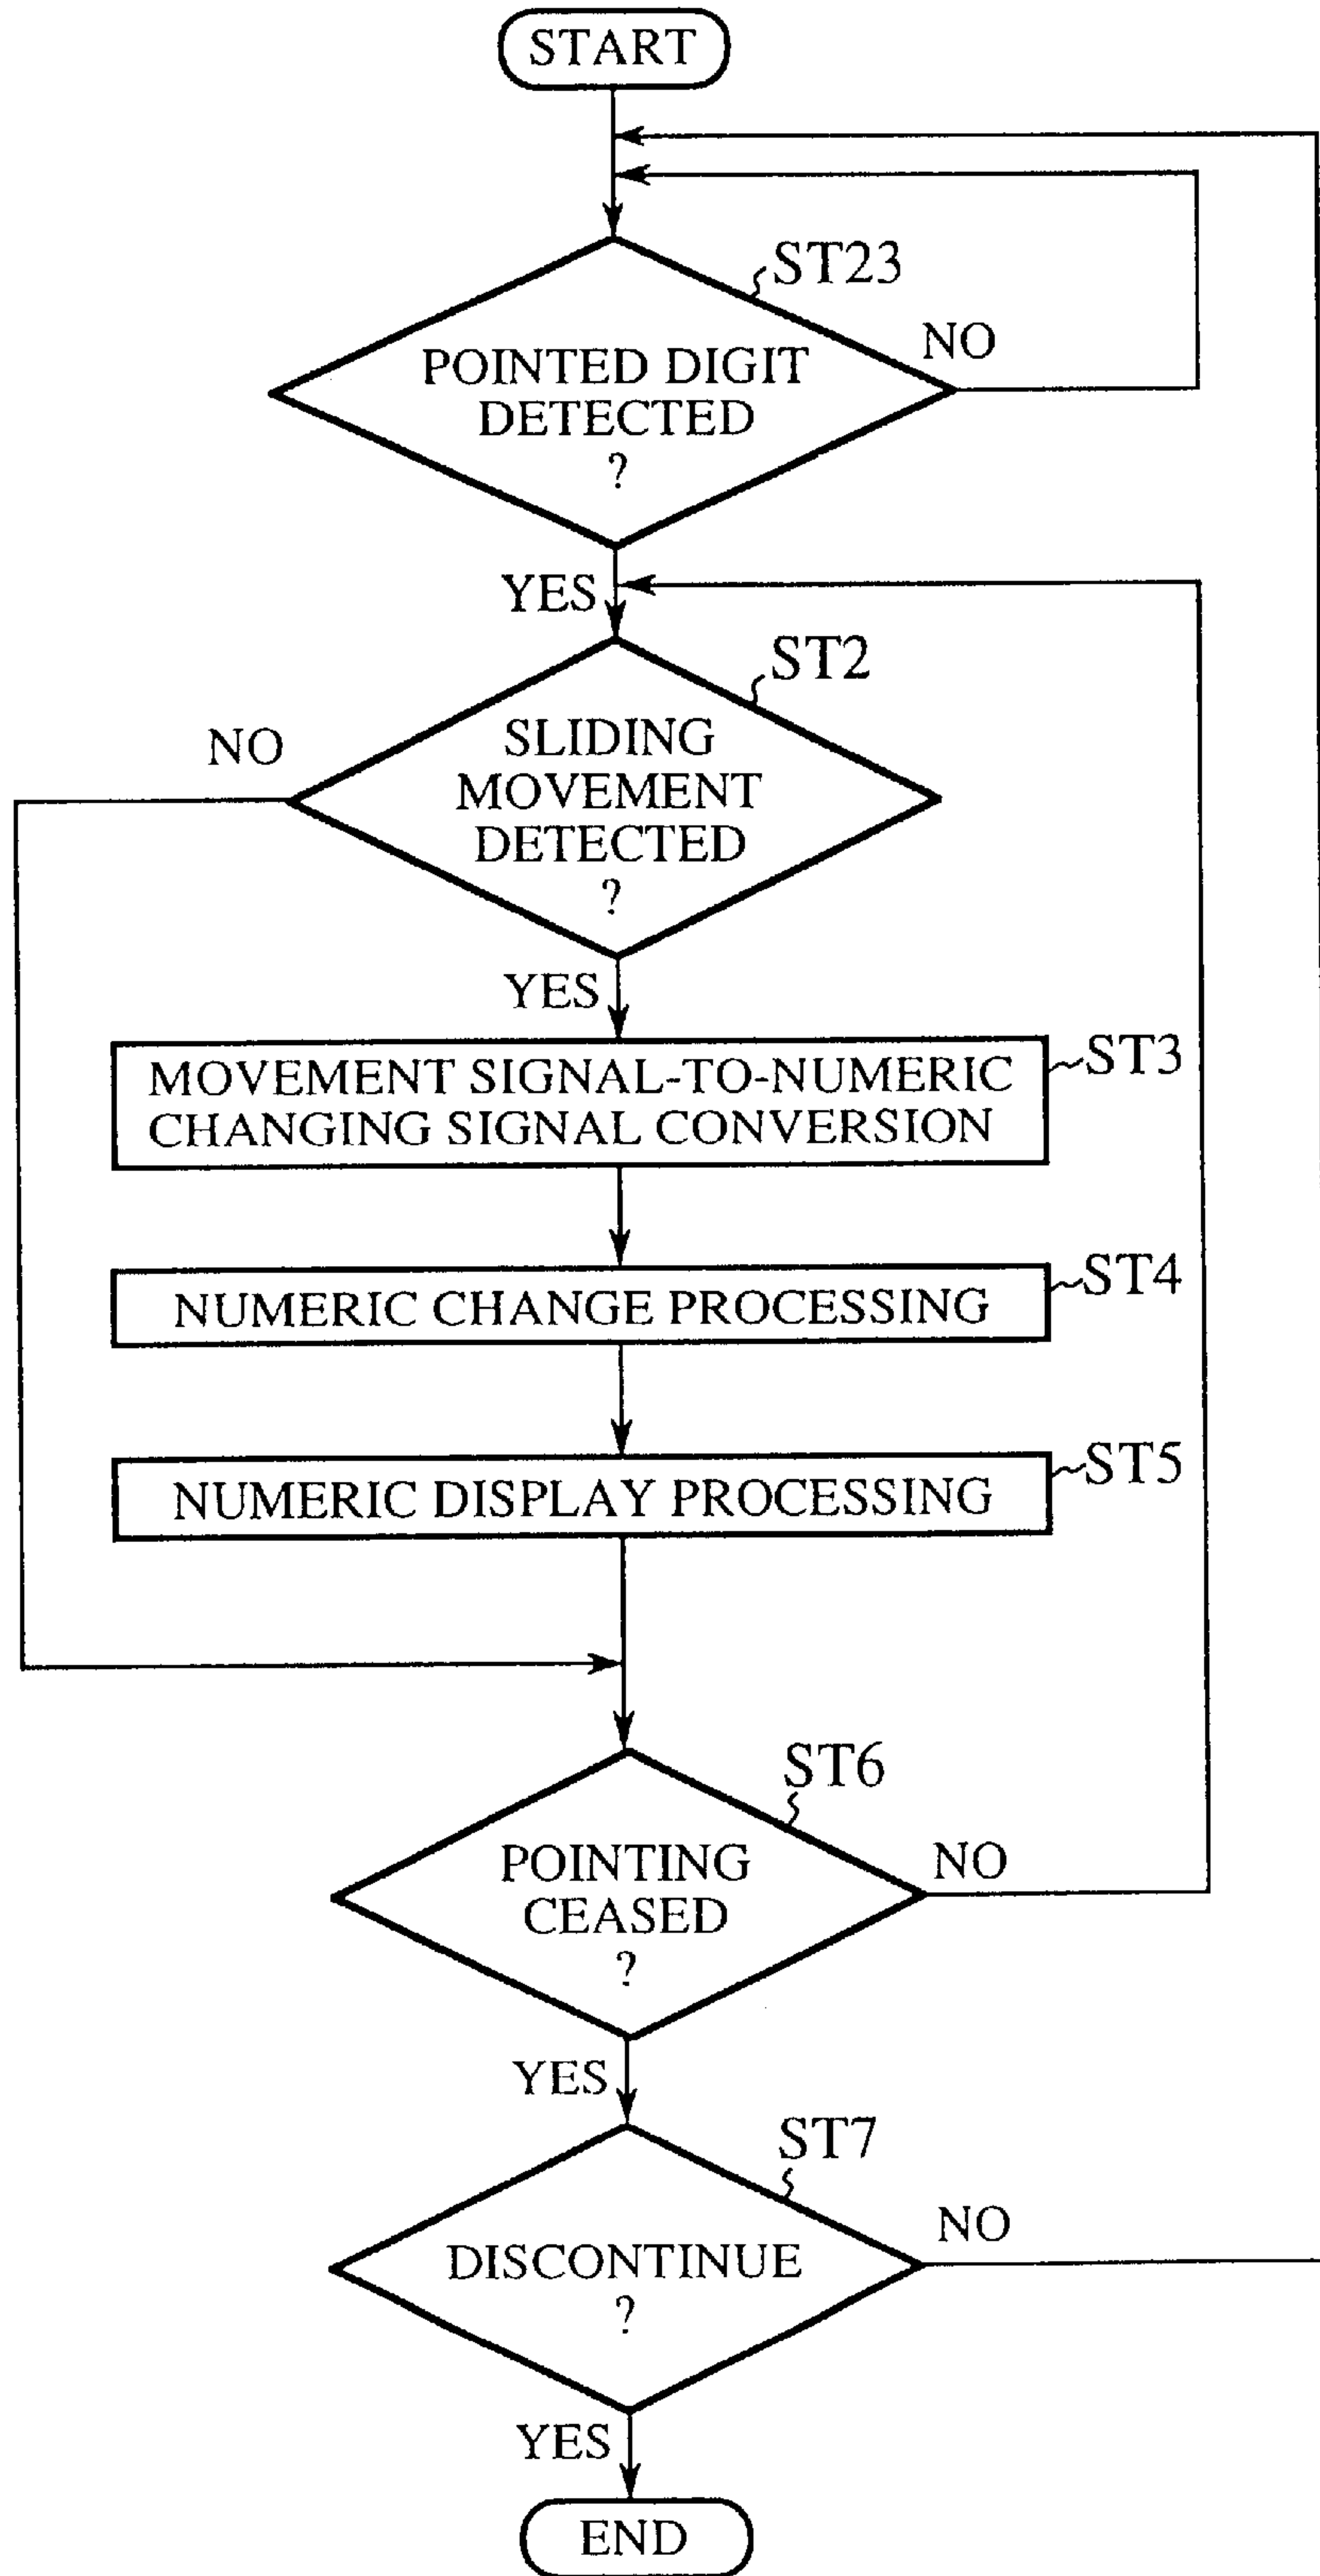 START
ST23
NO
POINTED DIGIT
DETECTED
?
YES
ST2
NO
SLIDING
MOVEMENT
DETECTED
?
YES
ST3
MOVEMENT SIGNAL-TO-NUMERIC
CHANGING SIGNAL CONVERSION
ST4
NUMERIC CHANGE PROCESSING
ST5
NUMERIC DISPLAY PROCESSING
ST6
NO
POINTING
CEASED
?
YES
ST7
NO
DISCONTINUE
?
YES
END